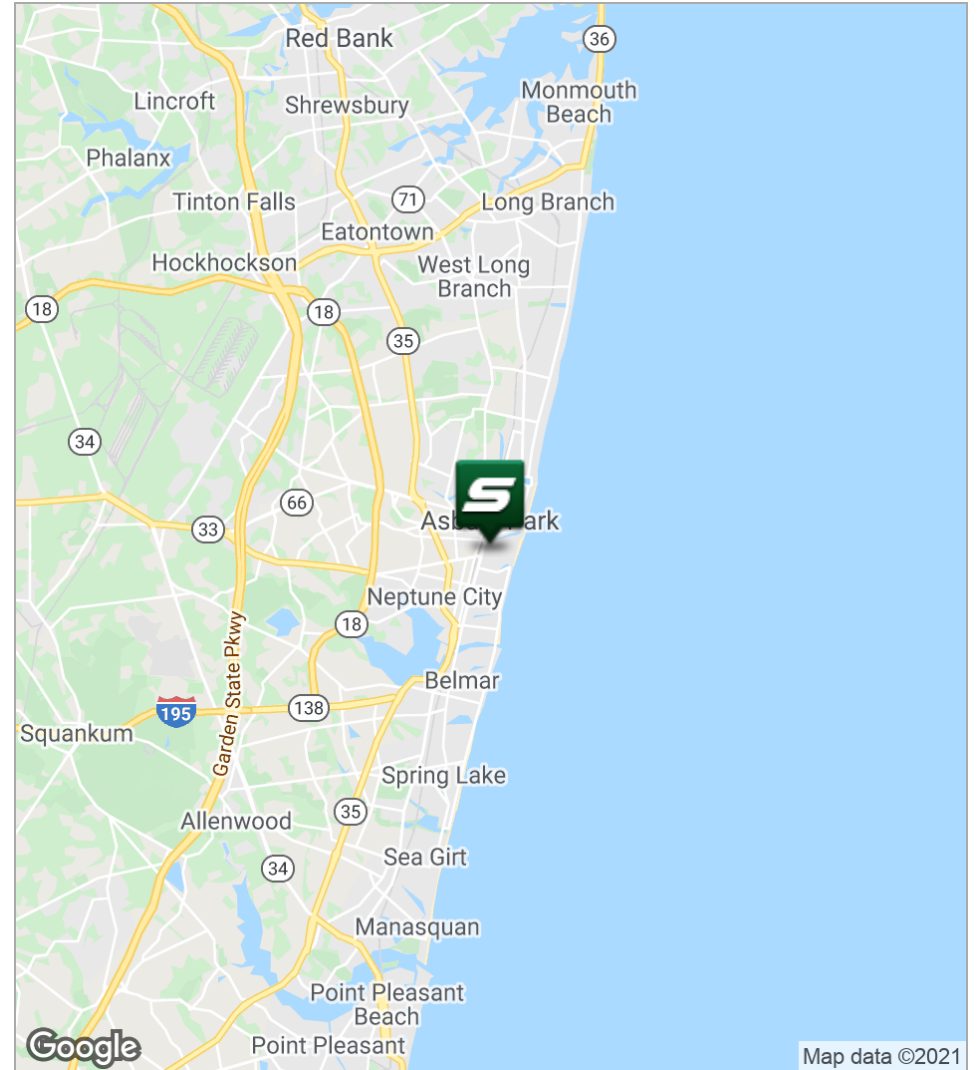 Red Bank
36
Lincroft
Shrewsbury
Monmouth
Beach
Phalanx
71
Tinton Falls
Long Branch
Eatontown
Hockhockson
West Long
Branch
18
18
35
34
66
S
33
Neptune City
18
Belmar
138
195
Garden State Pkwy
Squankum
Spring Lake
35
Allenwood
34
Sea Girt
Manasquan
Point Pleasant
Beach
Point Pleasant
Google
Map data ©2021